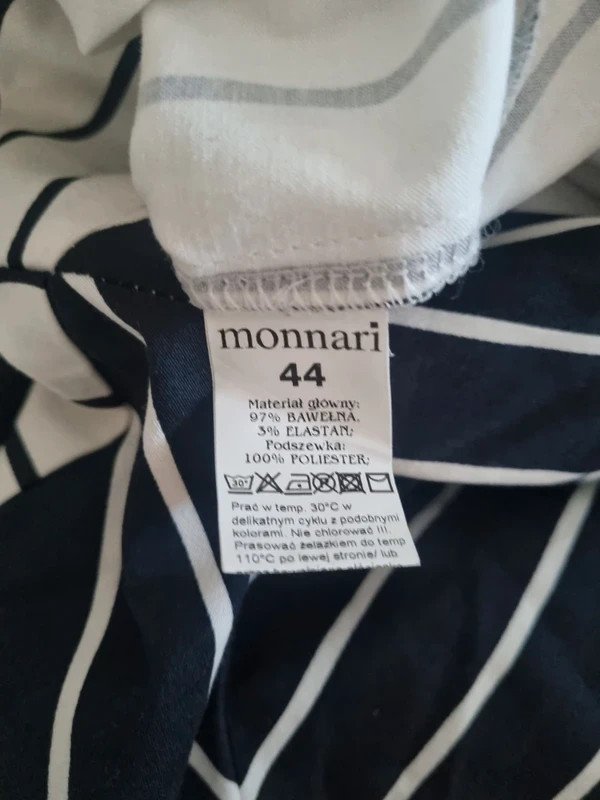 monnari
44
Materiał główny:
97% BAWEŁNA.
3% ELASTAN;
Podszewka:
100% POLIESTER;
30°
Prać w temp. 30°C w
delikatnym cyklu z podobnymi
kolorami. Nie chlorować !!!.
Prasować żelazkiem do temp
110°C po lewej stronie/ lub